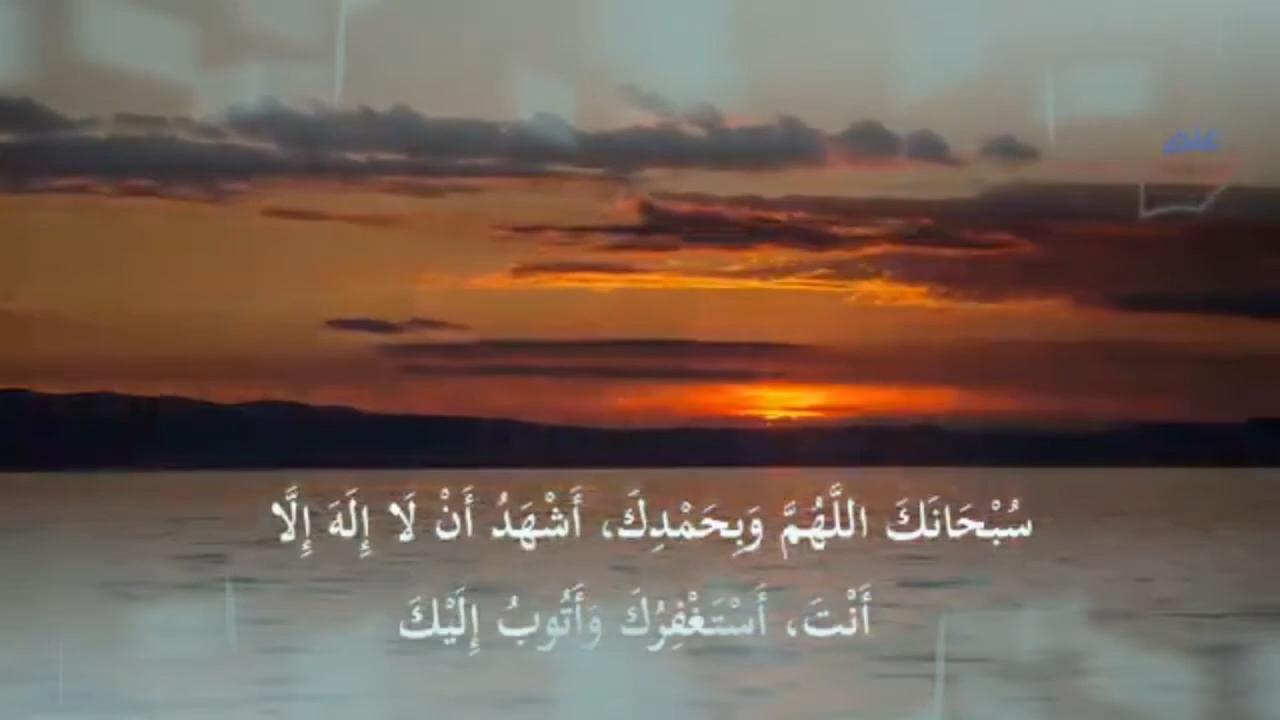 سُبْحَانَكَ اللَّهُمَّ وَبِحَمْدِكَ، أَشْهَدُ أَنْ لَا إِلَهَ إِلَّا
أَنْتَ، أَسْتَغْفِرُكَ وَأَتُوبُ إِلَيْكَ